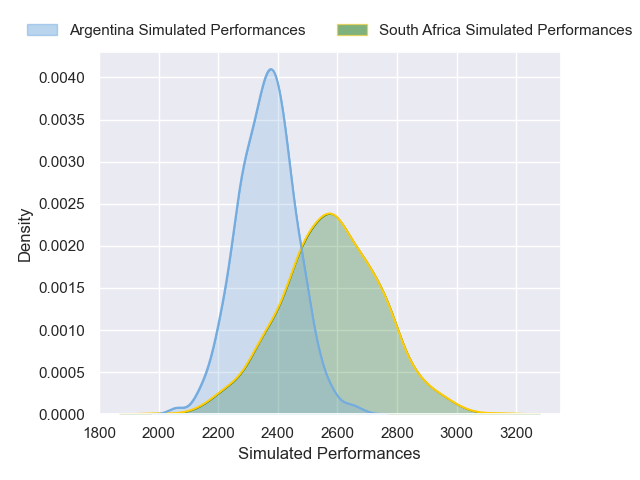 Argentina Simulated Performances South Africa Simulated Performances
0.0040
0.0035
0.0030
0.0025
0.0020
0.0015
0.0010
0.0005
0.0000
Density
1800 2000 2200 2400 2600 2800 3000 3200
Simulated Performances